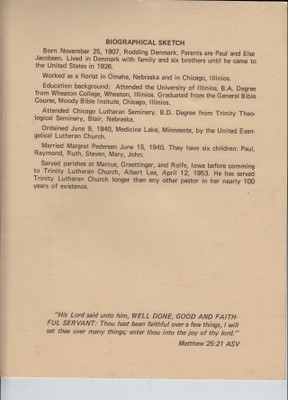 BIOGRAPHICAL SKETCH
Born November 25, 1907, Rodding Denmark. Parents are Paul and Else
Jacobsen. Lived in Denmark with family and six brothers until he came to
the United States in 1926.
Worked as a florist in Omaha, Nebraska and in Chicago, Illinios.
Education background: Attended the University of Illinios, B.A. Degree
from Wheaton College, Wheaton, Illinios. Graduated from the General Bible
Course, Moody Bible Insitute, Chicago, Illinios.
Attended Chicago Lutheran Seminary. B.D. Degree from Trinity Theo-
logical Seminary, Blair, Nebraska.
Ordained June 9, 1940, Medicine Lake, Minnesota, by the United Evan-
gelical Lutheran Church.
Married Margret Pedersen June 15, 1940. They have six children: Paul,
Raymond, Ruth, Steven, Mary, John.
Served parishes at Marcus, Graettinger, and Rolfe, Iowa before comming
to Trinity Lutheran Church, Albert Lea, April 12, 1953. He has served
Trinity Lutheran Church longer than any other pastor in her nearly 100
years of existence.
"His Lord said unto him, WELL DONE, GOOD AND FAITH-
FUL SERVANT: Thou hast been faithful over a few things, I will
set thee over many things; enter thou into the joy of thy lord."
Matthew 25:21 ASV